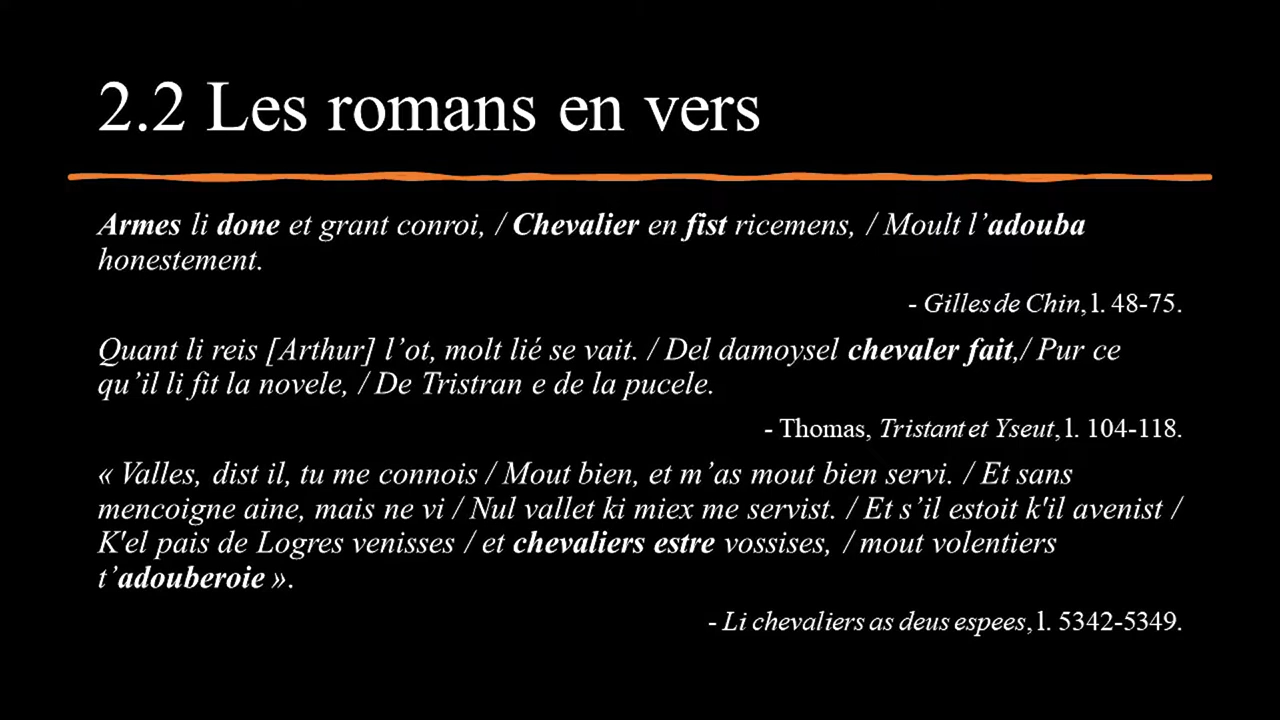 2.2 Les romans en vers
Armes li done et grant conroi, / Chevalier en fist ricemens, / Moult l’adouba
honestement.
- Gilles de Chin, l. 48-75.
Quant li reis [Arthur] l’ot, molt lié se vait. / Del damoysel chevaler fait,/ Pur ce
qu’il li fit la novele, / De Tristran e de la pucele.
- Thomas, Tristant et Yseut, l. 104-118.
« Valles, dist il, tu me connois / Mout bien, et m’as mout bien servi. / Et sans
mencoigne aine, mais ne vi / Nul vallet ki miex me servist. / Et s’il estoit k'il avenist /
K'el pais de Logres venisses / et chevaliers estre vossises, / mout volentiers
t’adouberoie ».
- Li chevaliers as deus espees, l. 5342-5349.